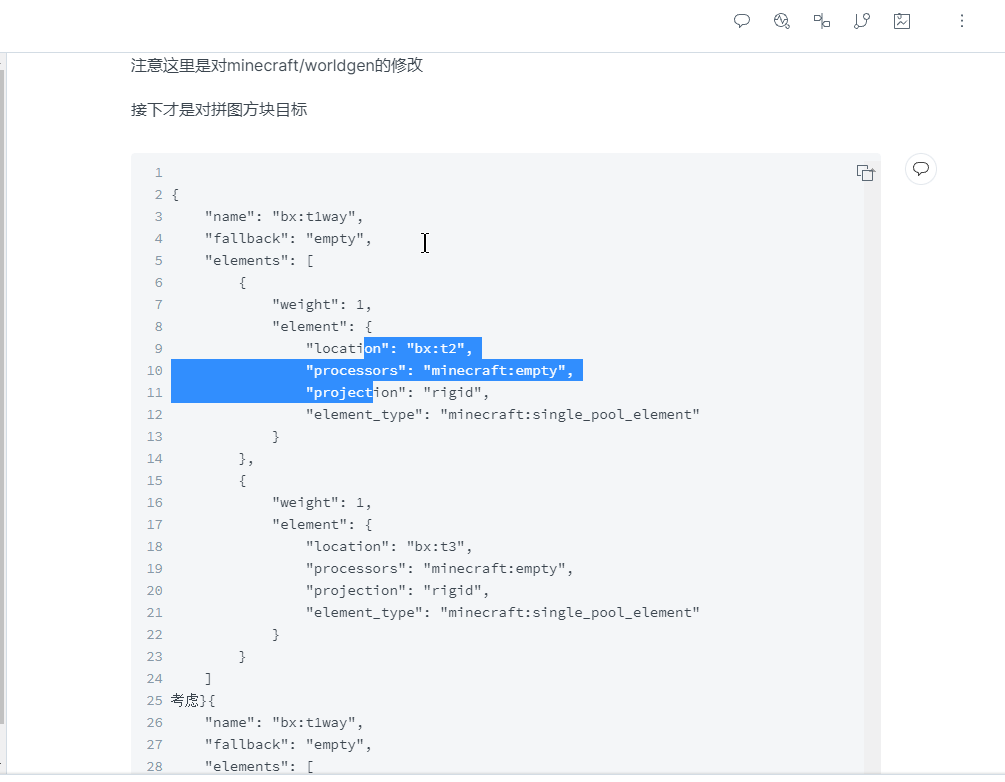 注意这里是对minecraft/worldgen的修改
接下才是对拼图方块目标
1
2 {
3     "name": "bx:t1way",
4     "fallback": "empty",
5     "elements": [
6         {
7             "weight": 1,
8             "element": {
9                 "location": "bx:t2",
10                 "processors": "minecraft:empty",
11                 "projection": "rigid",
12                 "element_type": "minecraft:single_pool_element"
13             }
14         },
15         {
16             "weight": 1,
17             "element": {
18                 "location": "bx:t3",
19                 "processors": "minecraft:empty",
20                 "projection": "rigid",
21                 "element_type": "minecraft:single_pool_element"
22             }
23         }
24     ]
25 考虑}{
26     "name": "bx:t1way",
27     "fallback": "empty",
28     "elements": [